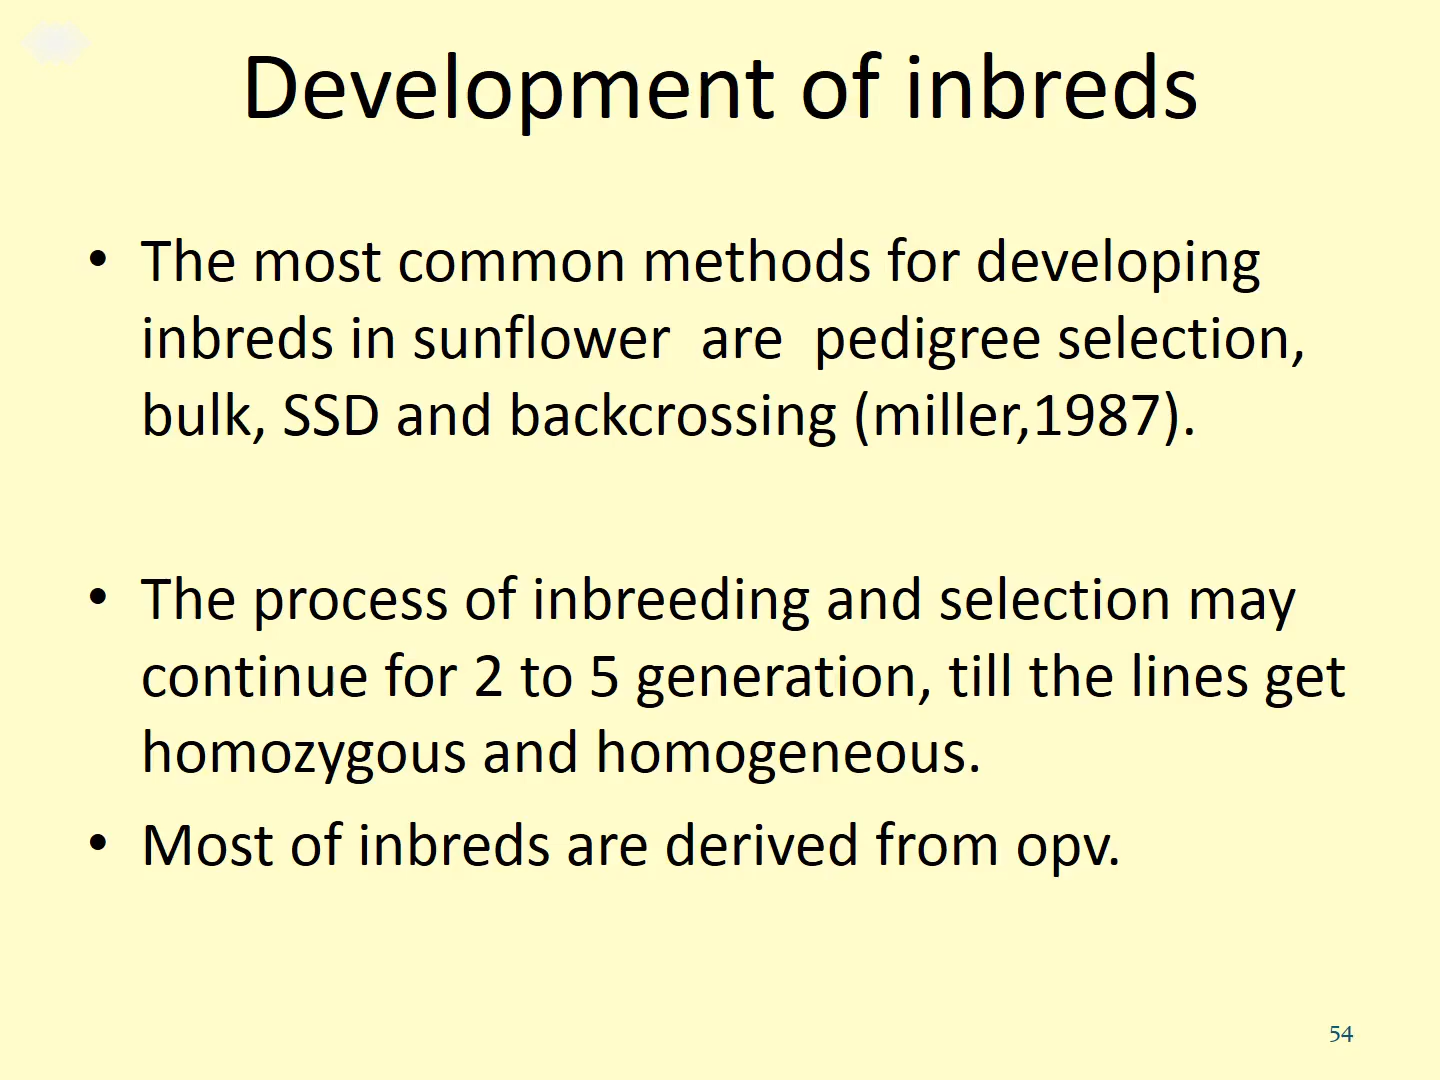 Development of inbreds
• The most common methods for developing
inbreds in sunflower  are  pedigree selection,
bulk, SSD and backcrossing (miller,1987).
• The process of inbreeding and selection may
continue for 2 to 5 generation, till the lines get
homozygous and homogeneous.
• Most of inbreds are derived from opv.
54